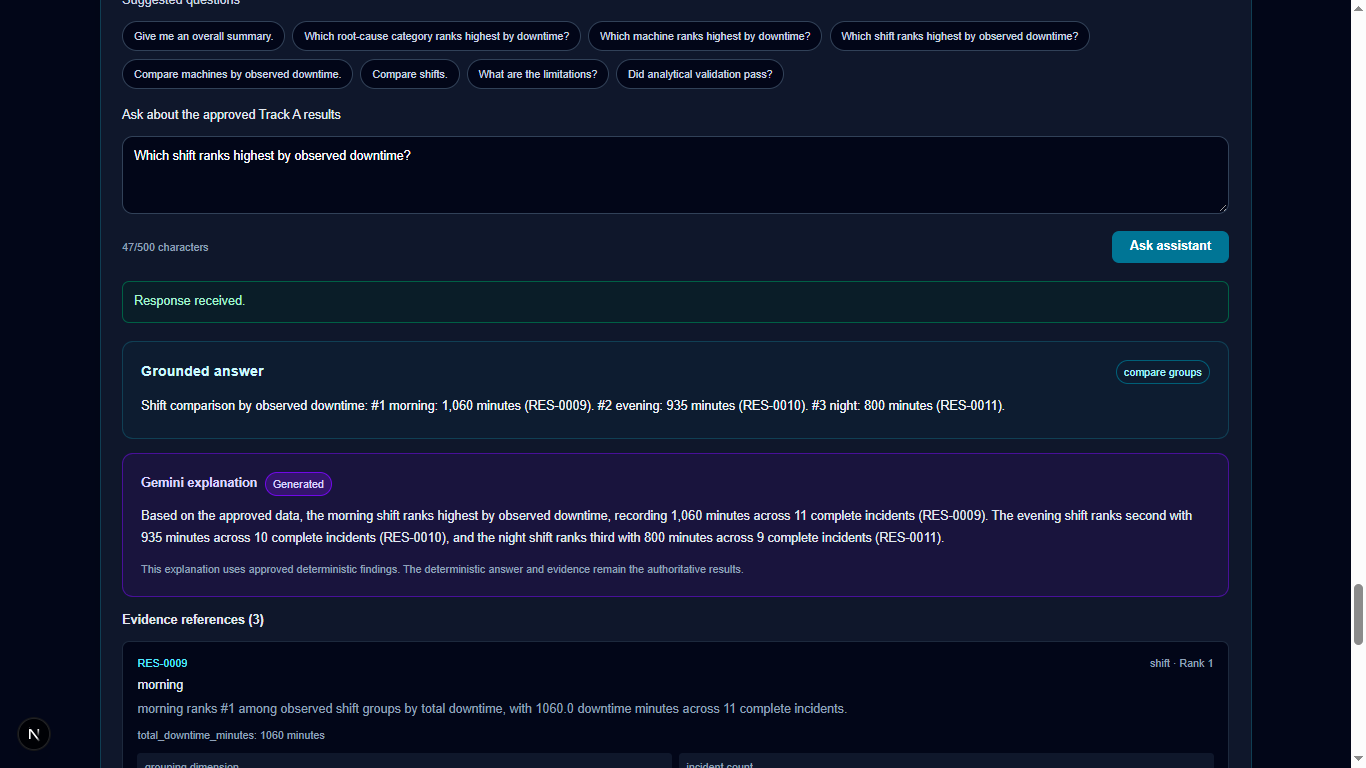 Suggested questions
Give me an overall summary.
Which root-cause category ranks highest by downtime?
Which machine ranks highest by downtime?
Which shift ranks highest by observed downtime?
Compare machines by observed downtime.
Compare shifts.
What are the limitations?
Did analytical validation pass?
Ask about the approved Track A results
Which shift ranks highest by observed downtime?
47/500 characters
Ask assistant
Response received.
Grounded answer
compare groups
Shift comparison by observed downtime: #1 morning: 1,060 minutes (RES-0009). #2 evening: 935 minutes (RES-0010). #3 night: 800 minutes (RES-0011).
Gemini explanation
Generated
Based on the approved data, the morning shift ranks highest by observed downtime, recording 1,060 minutes across 11 complete incidents (RES-0009). The evening shift ranks second with
935 minutes across 10 complete incidents (RES-0010), and the night shift ranks third with 800 minutes across 9 complete incidents (RES-0011).
This explanation uses approved deterministic findings. The deterministic answer and evidence remain the authoritative results.
Evidence references (3)
RES-0009
shift · Rank 1
morning
morning ranks #1 among observed shift groups by total downtime, with 1060.0 downtime minutes across 11 complete incidents.
total_downtime_minutes: 1060 minutes
N
grouping dimension
incident count